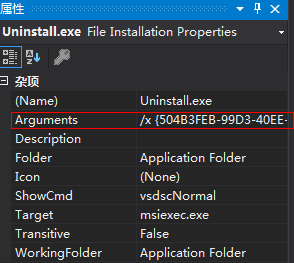 属性
Uninstall.exe File Installation Properties
杂项
(Name) Uninstall.exe
Arguments /x {504B3FEB-99D3-40EE-
Description
Folder Application Folder
Icon (None)
ShowCmd vsdscNormal
Target msiexec.exe
Transitive False
WorkingFolder Application Folder